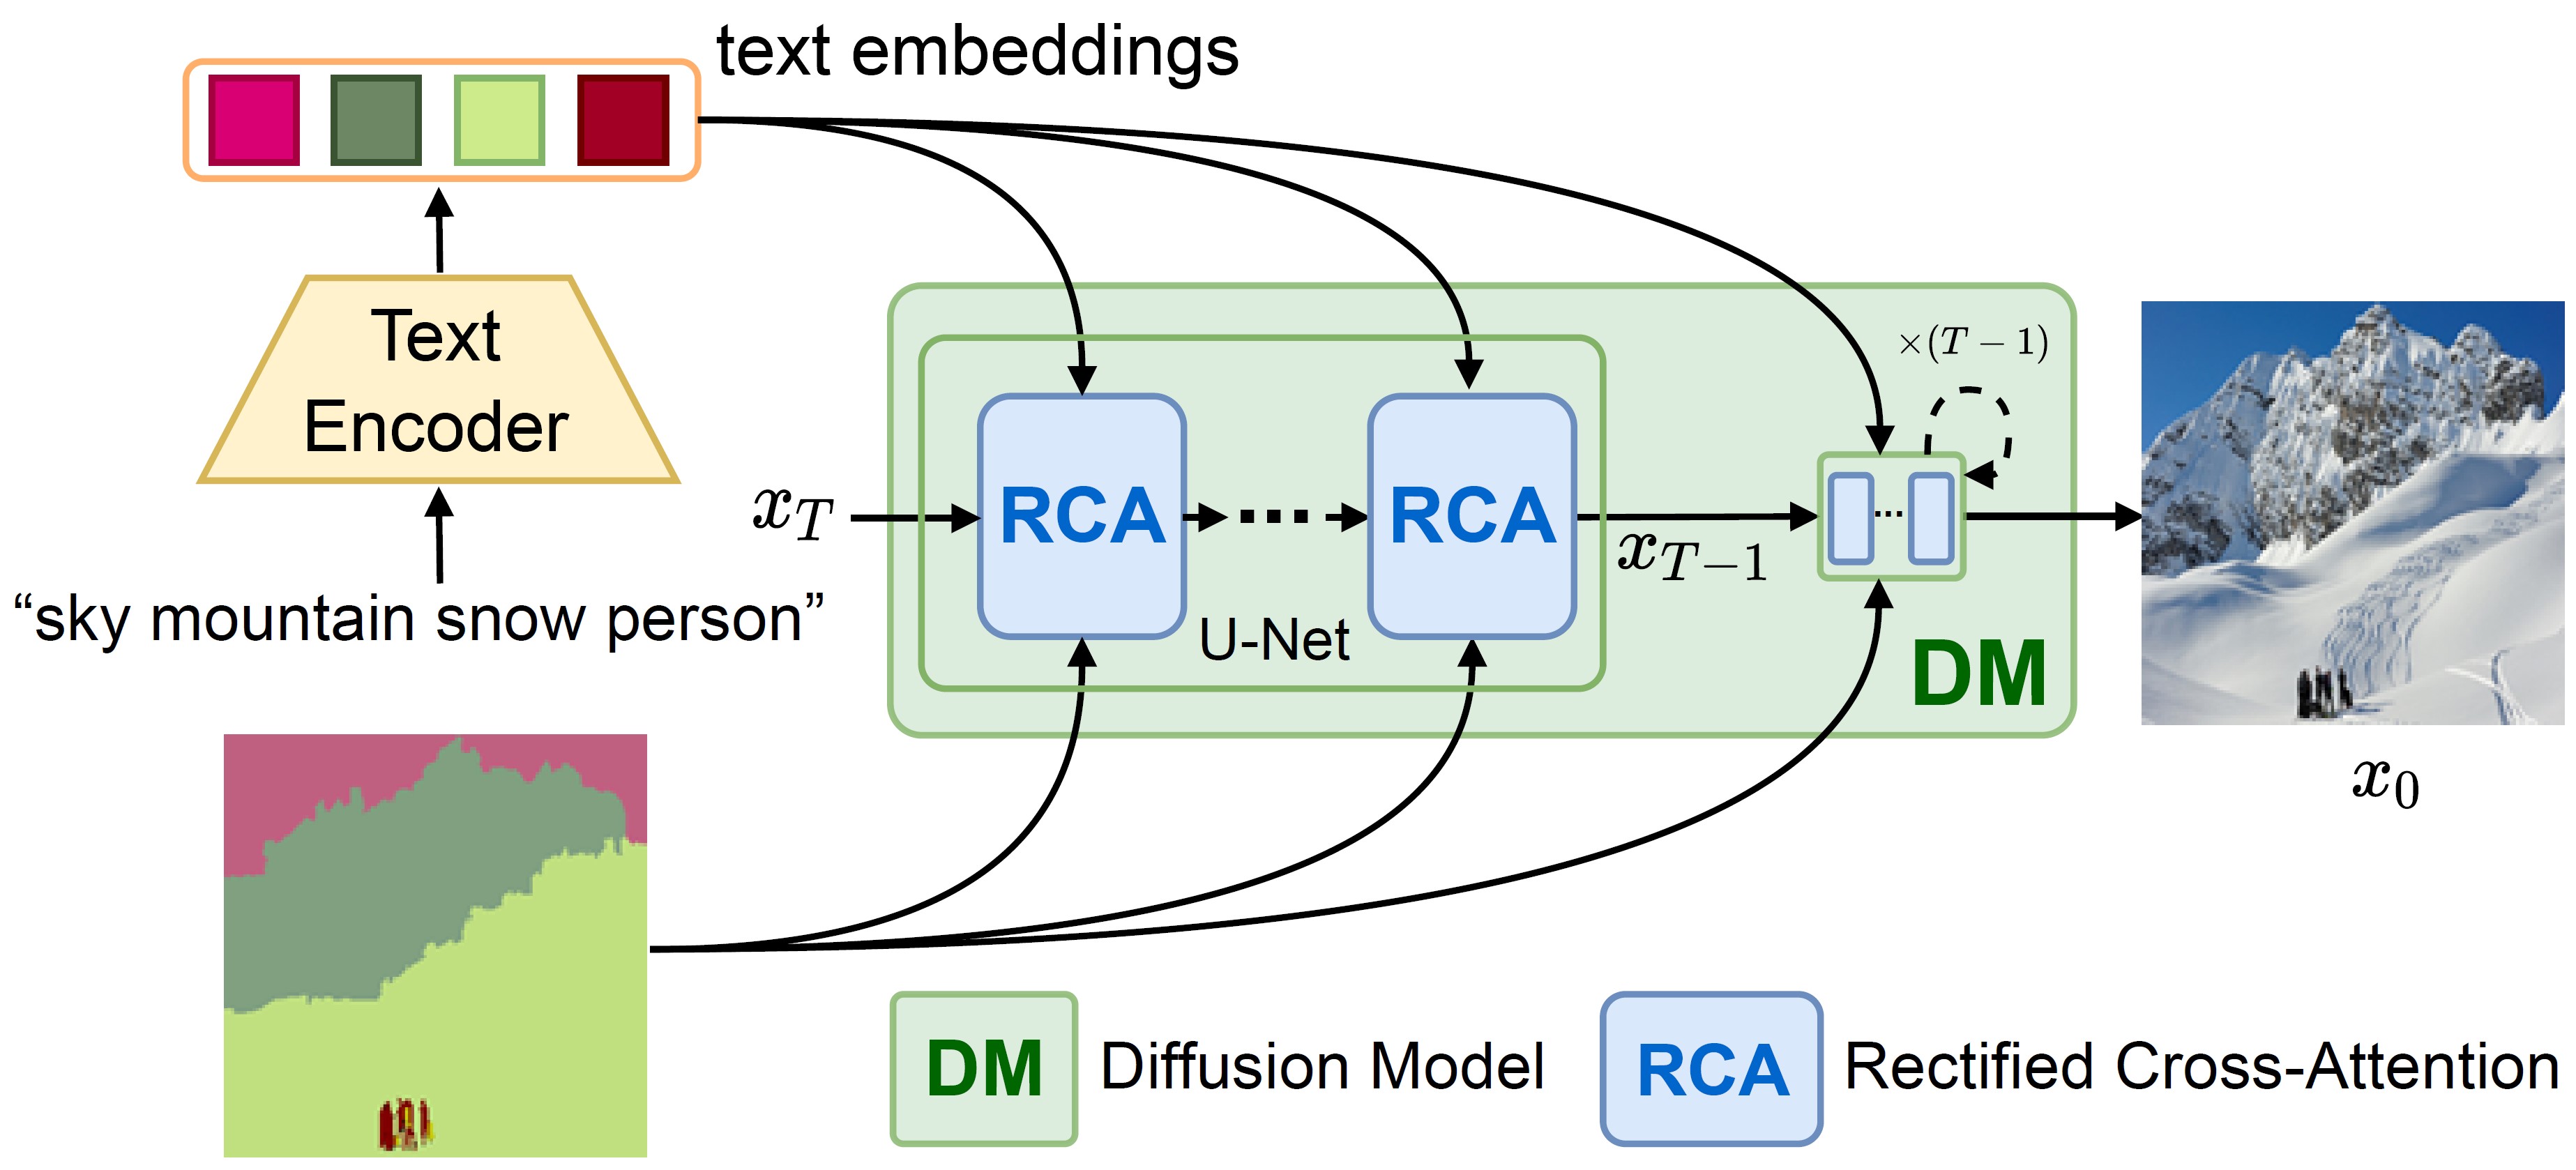 text embeddings
Text
Encoder
“sky mountain snow person”
×(T − 1)
x_T
RCA
...
RCA
x_{T−1}
...
U-Net
DM
x_0
DM
Diffusion Model
RCA
Rectified Cross-Attention